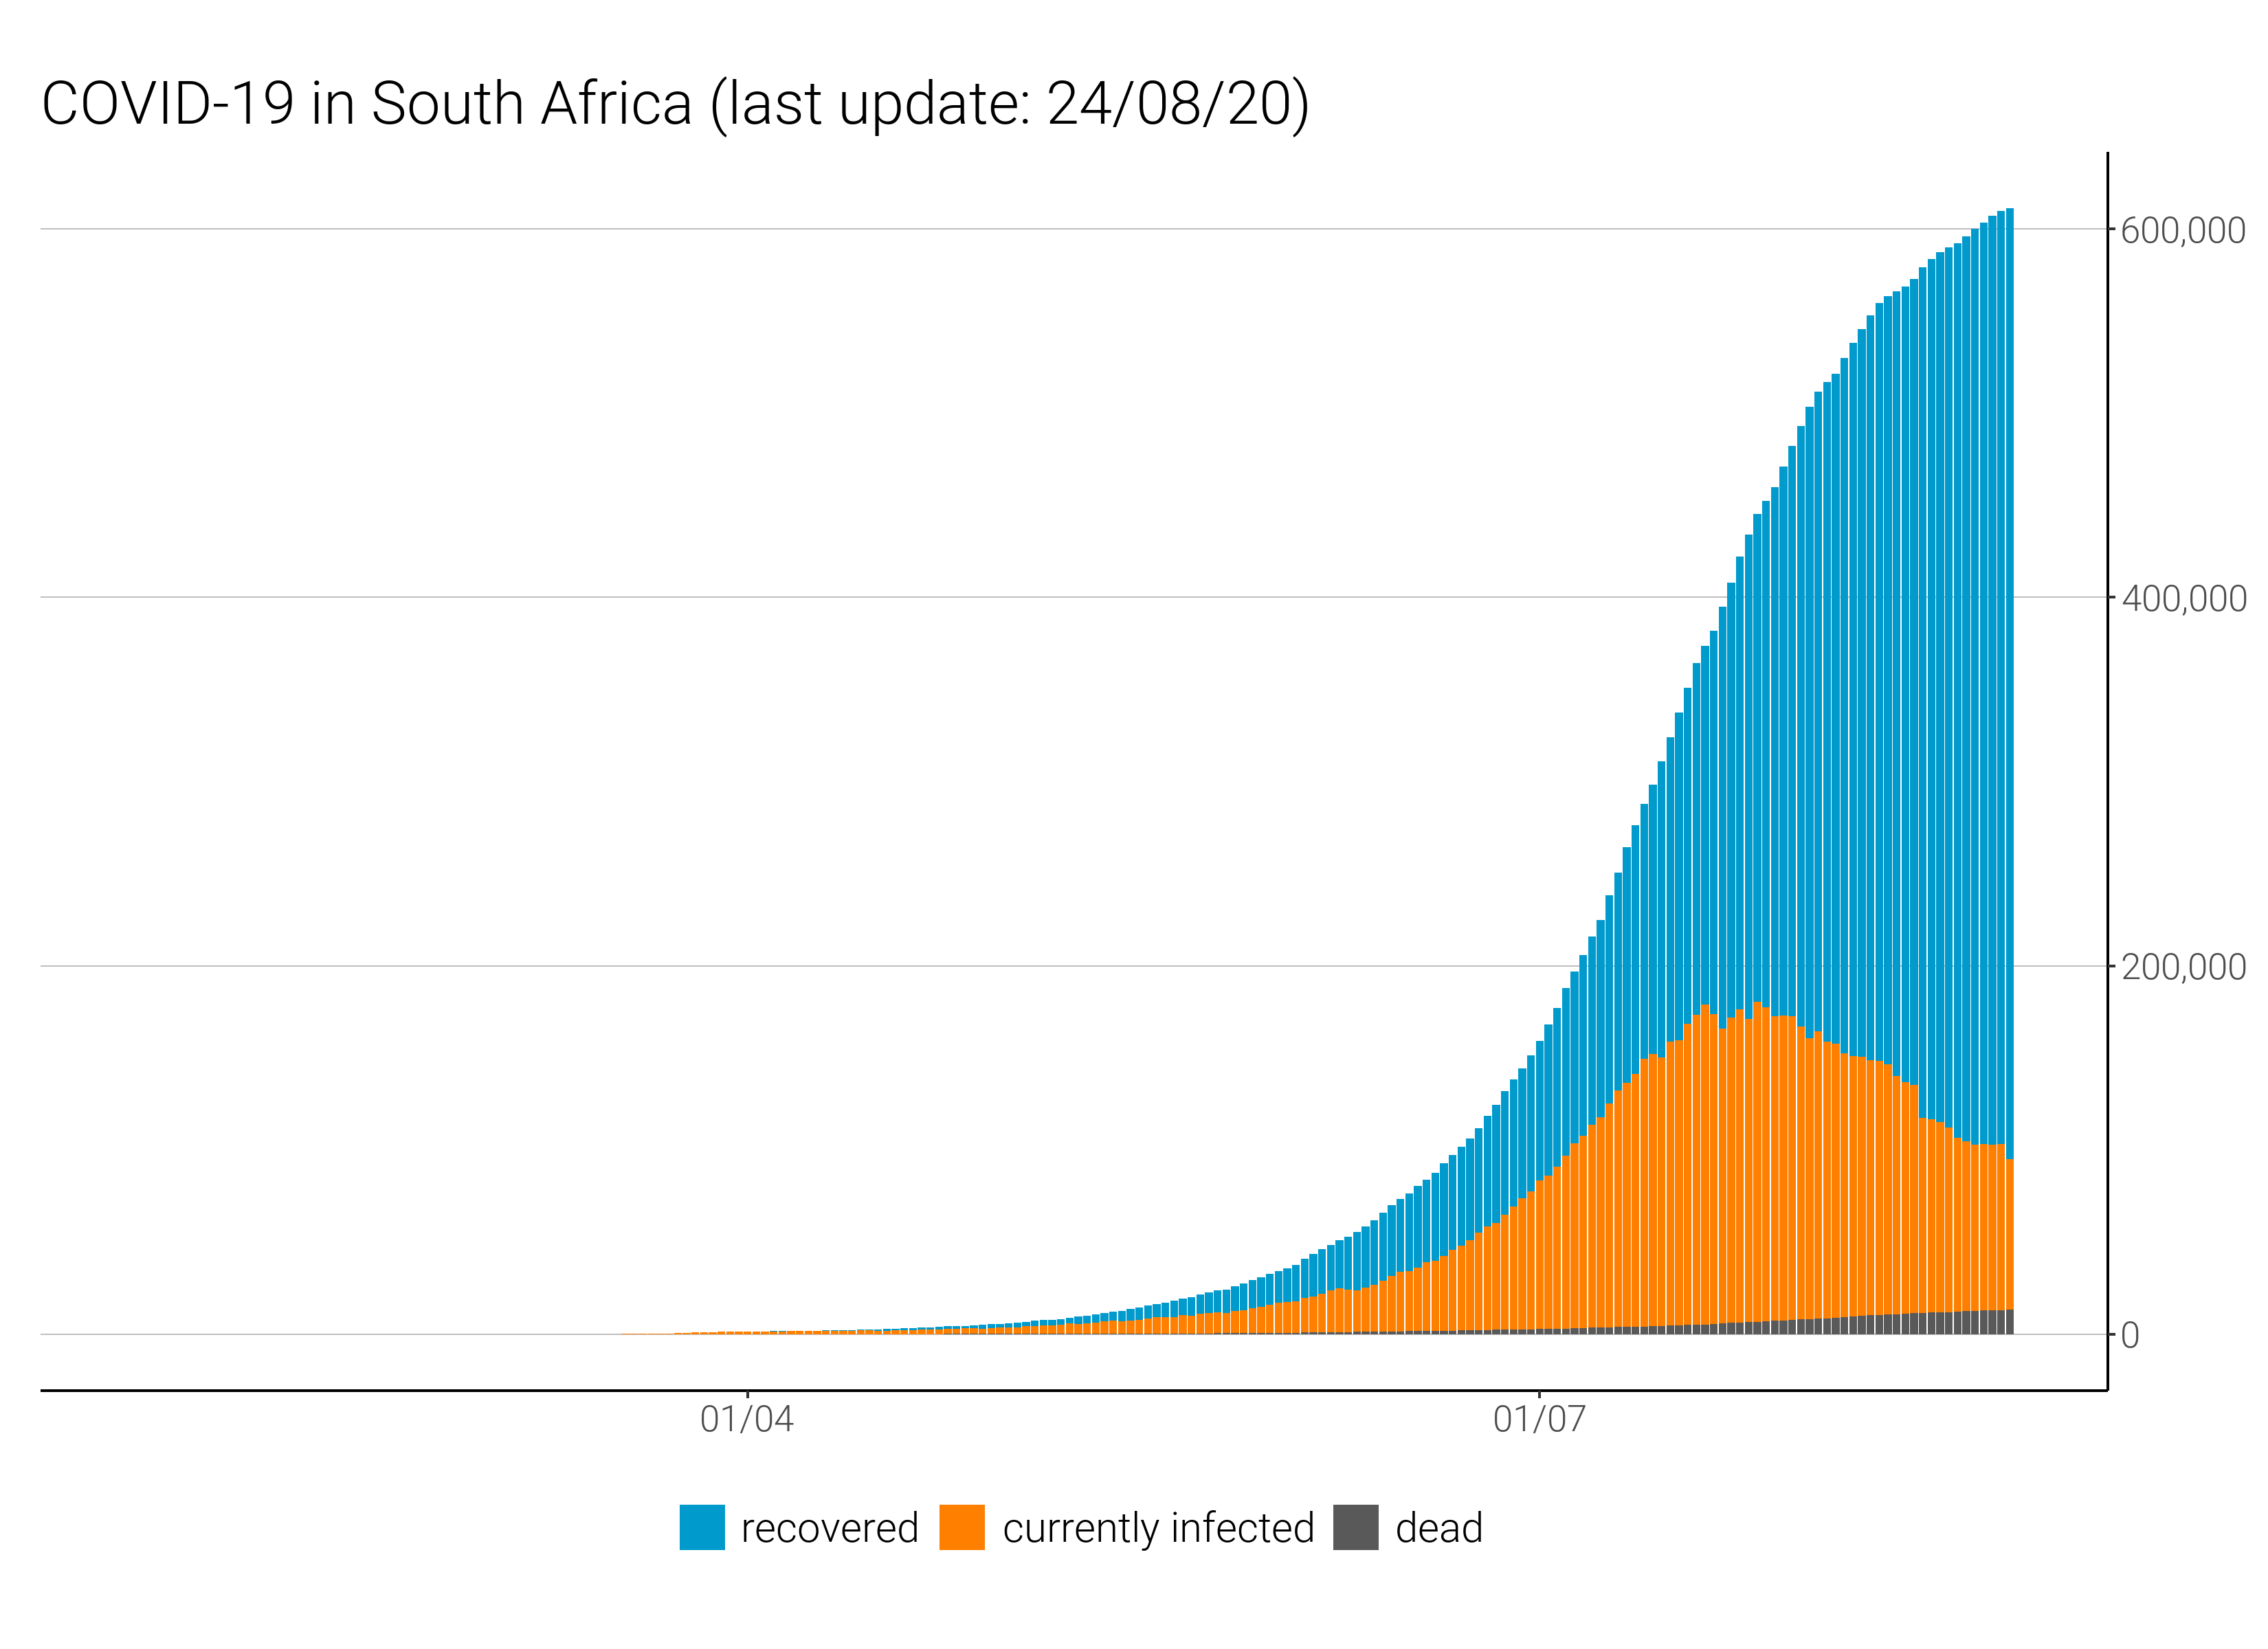 COVID-19 in South Africa (last update: 24/08/20)
600,000
400,000
200,000
0
01/04 01/07
recovered currently infected dead